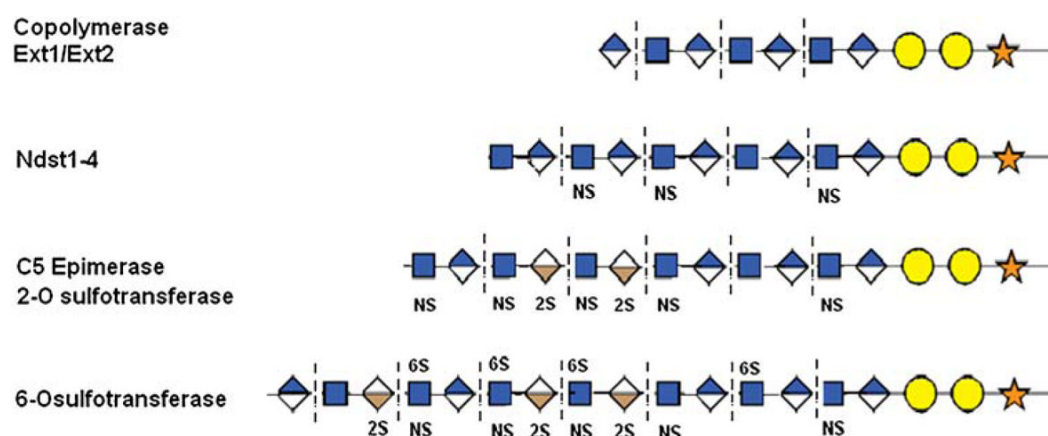 Copolymerase
Ext1/Ext2
Ndst1-4
NS NS NS
C5 Epimerase
2-O sulfotransferase
NS NS 2S NS 2S NS NS
6S 6S 6S 6S
6-Osulfotransferase
2S NS NS 2S NS 2S NS NS